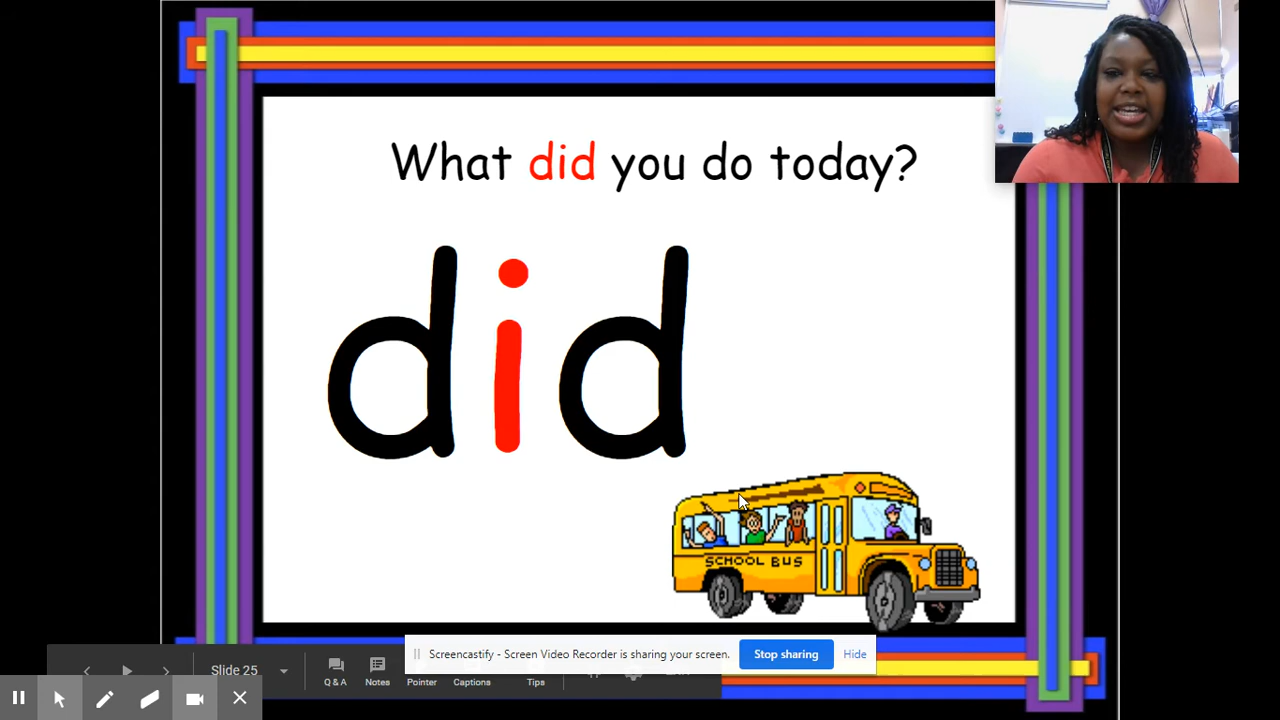 What did you do today?
did
SCHOOL BUS
Screencastify - Screen Video Recorder is sharing your screen.
Stop sharing
Hide
Slide 25
Q & A
Notes
Pointer
Captions
Tips